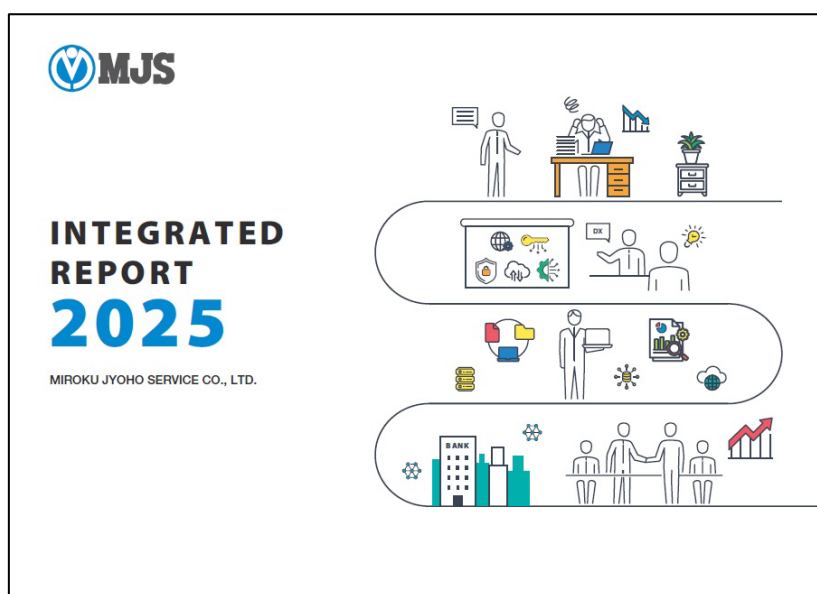 MJS
INTEGRATED
REPORT
2025
MIROKU JYOHO SERVICE CO., LTD.
DX
BANK